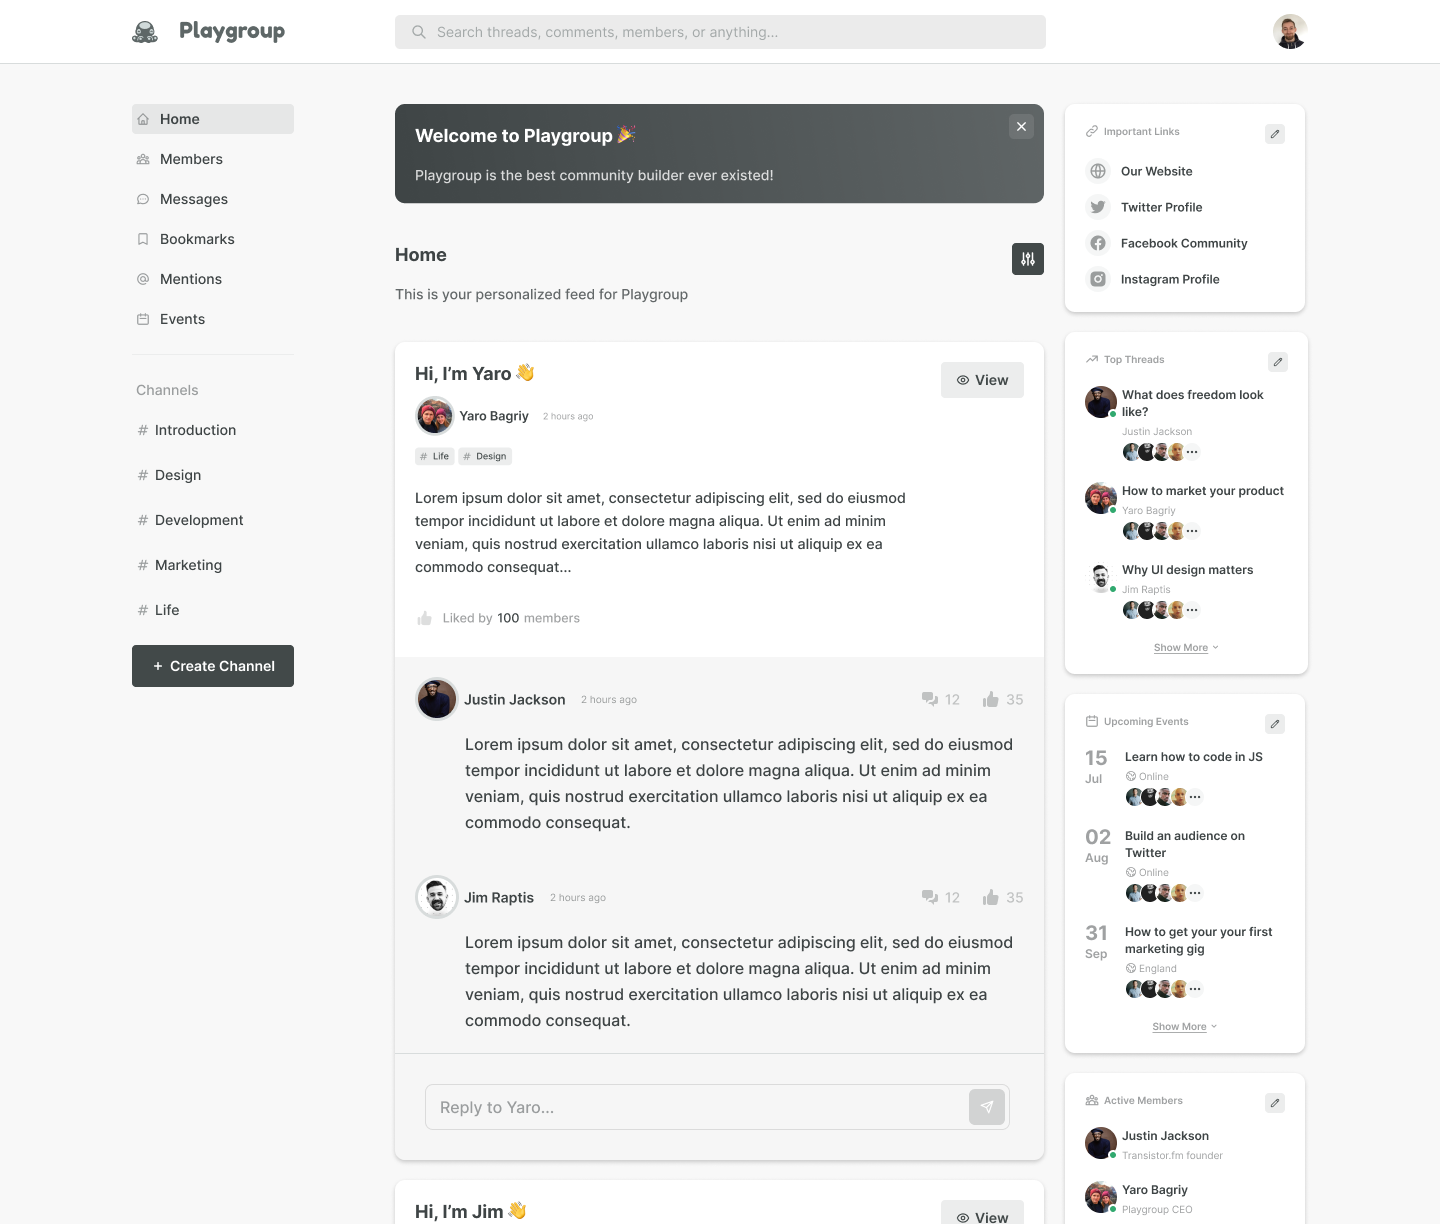 Playgroup
Search threads, comments, members, or anything...
Home
Members
Messages
Bookmarks
Mentions
Events
Channels
# Introduction
# Design
# Development
# Marketing
# Life
+ Create Channel
Welcome to Playgroup 🎉
Playgroup is the best community builder ever existed!
Home
This is your personalized feed for Playgroup
Hi, I'm Yaro 👋
View
Yaro Bagriy 2 hours ago
# Life # Design
Lorem ipsum dolor sit amet, consectetur adipiscing elit, sed do eiusmod
tempor incididunt ut labore et dolore magna aliqua. Ut enim ad minim
veniam, quis nostrud exercitation ullamco laboris nisi ut aliquip ex ea
commodo consequat...
Liked by 100 members
Justin Jackson 2 hours ago 12 35
Lorem ipsum dolor sit amet, consectetur adipiscing elit, sed do eiusmod
tempor incididunt ut labore et dolore magna aliqua. Ut enim ad minim
veniam, quis nostrud exercitation ullamco laboris nisi ut aliquip ex ea
commodo consequat.
Jim Raptis 2 hours ago 12 35
Lorem ipsum dolor sit amet, consectetur adipiscing elit, sed do eiusmod
tempor incididunt ut labore et dolore magna aliqua. Ut enim ad minim
veniam, quis nostrud exercitation ullamco laboris nisi ut aliquip ex ea
commodo consequat.
Reply to Yaro...
Hi, I'm Jim 👋
View
Important Links
Our Website
Twitter Profile
Facebook Community
Instagram Profile
Top Threads
What does freedom look
like?
Justin Jackson
How to market your product
Yaro Bagriy
Why UI design matters
Jim Raptis
Show More
Upcoming Events
15 Jul
Learn how to code in JS
Online
02 Aug
Build an audience on
Twitter
Online
31 Sep
How to get your your first
marketing gig
England
Show More
Active Members
Justin Jackson
Transistor.fm founder
Yaro Bagriy
Playgroup CEO